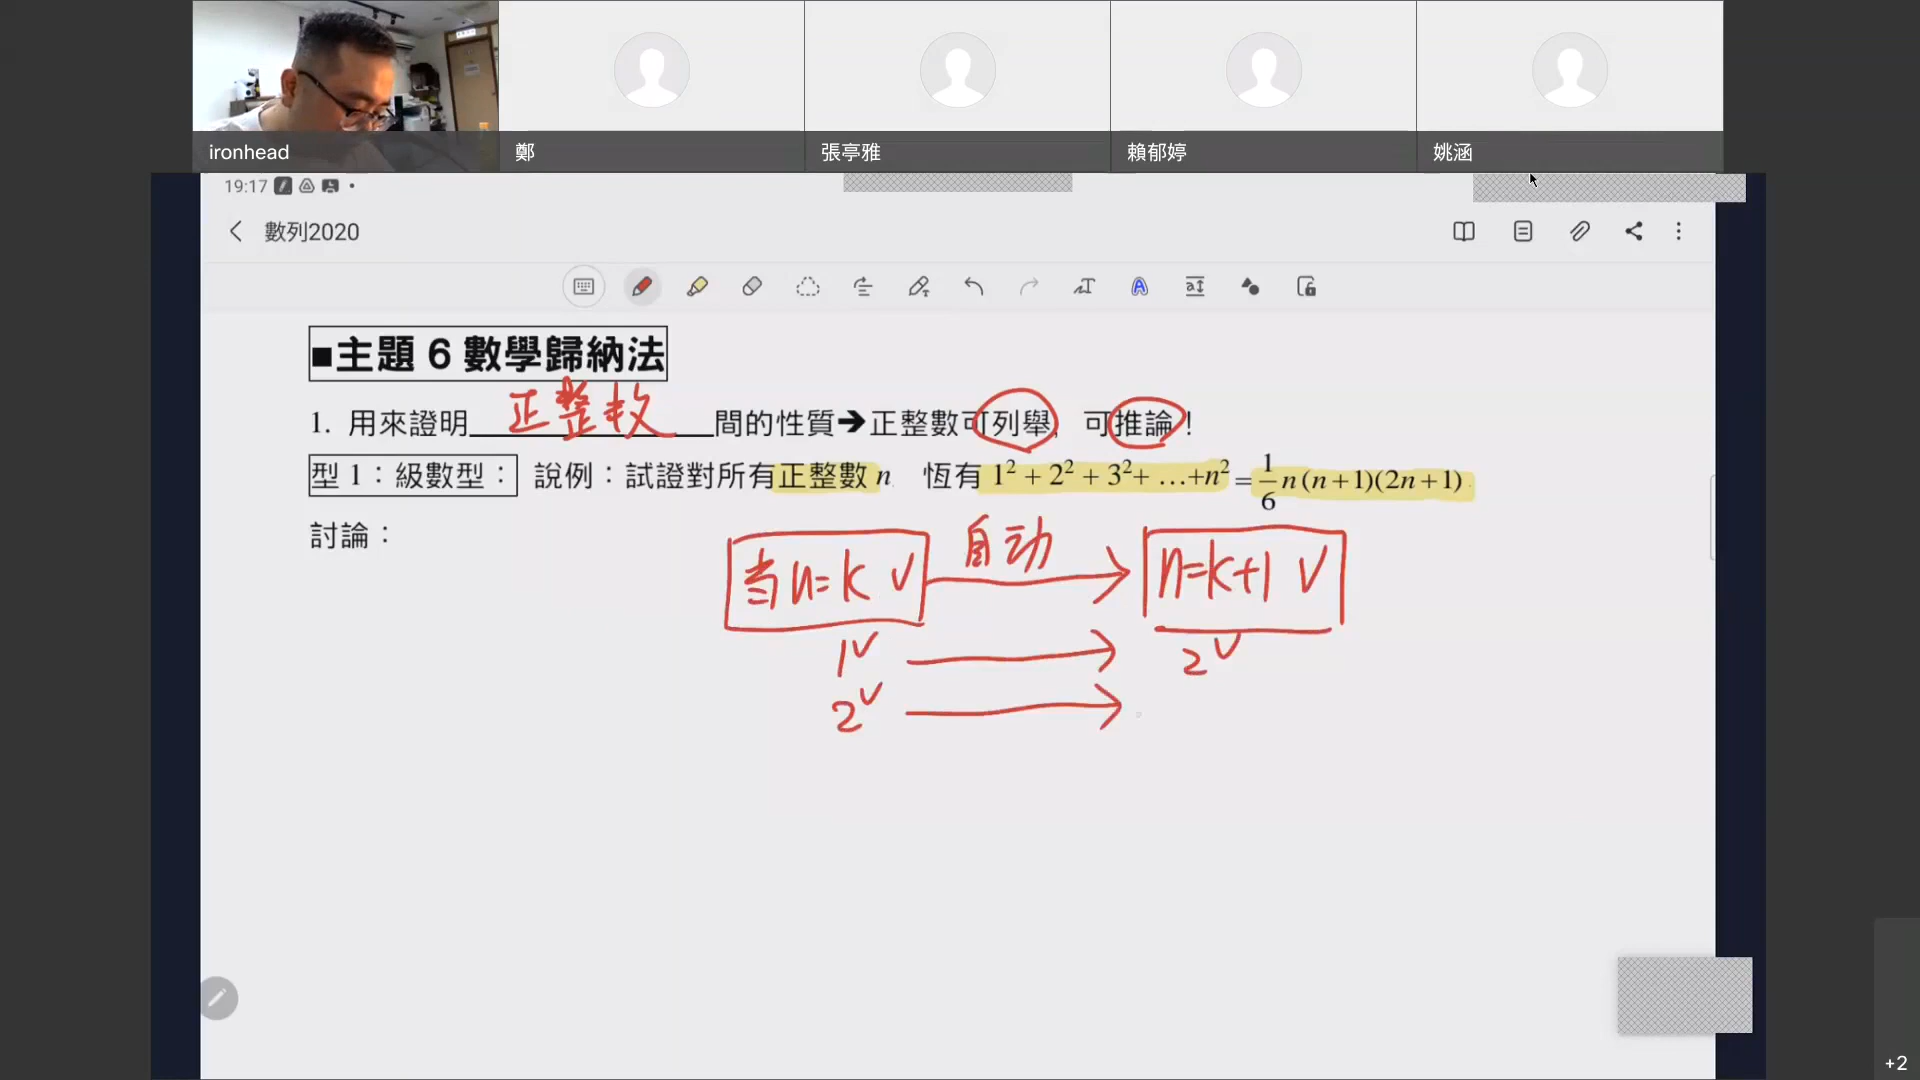 ironhead
鄭
張亭雅
賴郁婷
姚涵
19:17
數列2020
■主題 6 數學歸納法
1. 用來證明 正整数 間的性質➔正整數可列舉，可推論！
型 1：級數型： 說例：試證對所有正整數 n 恆有 1² + 2² + 3²+ …+n² = 1/6 n (n+1)(2n+1)
討論：
当 n=k ✓ 自动 → n=k+1 ✓
1 ✓ → 2 ✓
2 ✓ →
+2